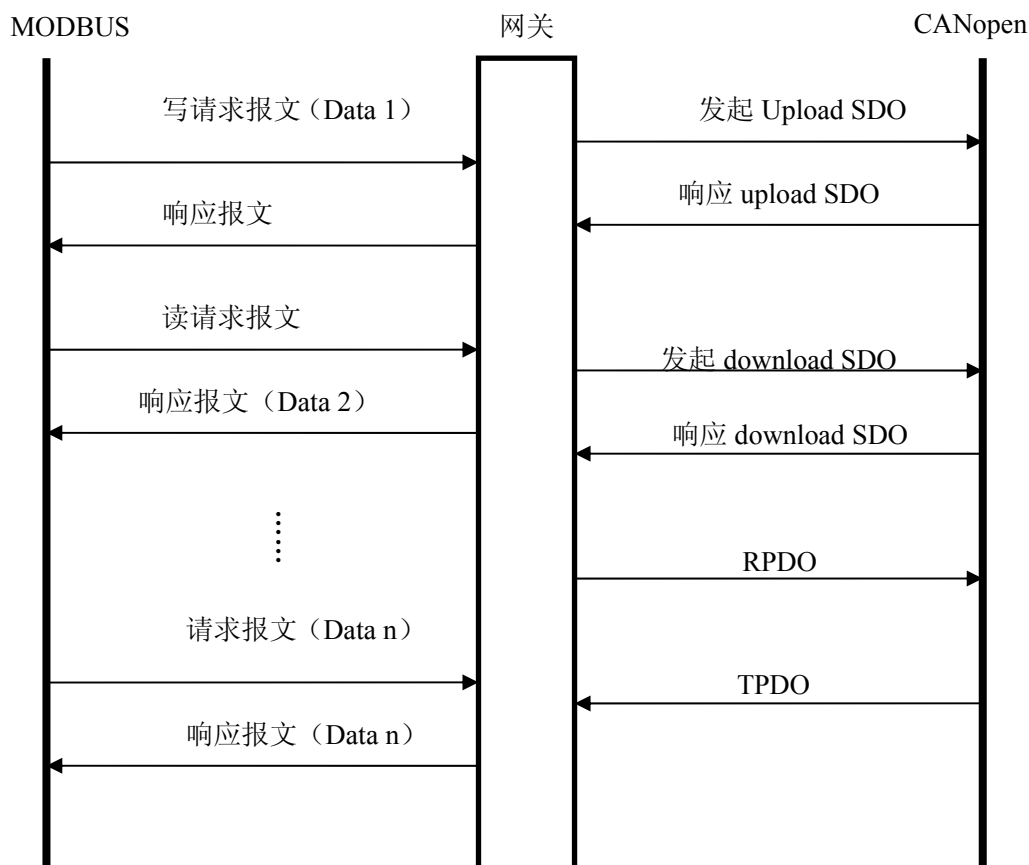 MODBUS
网关
CANopen
写请求报文（Data 1）
发起 Upload SDO
响应 upload SDO
响应报文
读请求报文
发起 download SDO
响应报文（Data 2）
响应 download SDO
RPDO
请求报文（Data n）
TPDO
响应报文（Data n）